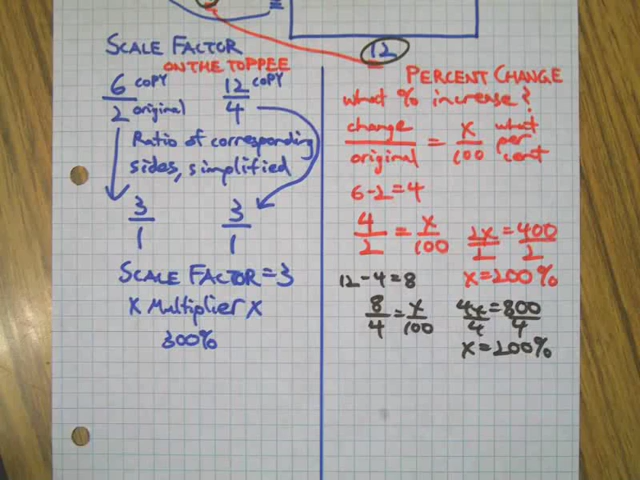 12
SCALE FACTOR
ON THE TOPPEE
6 COPY 12 COPY
2 original 4
Ratio of corresponding
sides, simplified
3 3
1 1
SCALE FACTOR = 3
x Multiplier x
300%
PERCENT CHANGE
What % increase?
change = x what
original 100 per cent
6-2=4
4 = x 2x = 400
2 100 2 2
x = 200%
12-4=8
8 = x 4x = 800
4 100 4 4
x = 200%